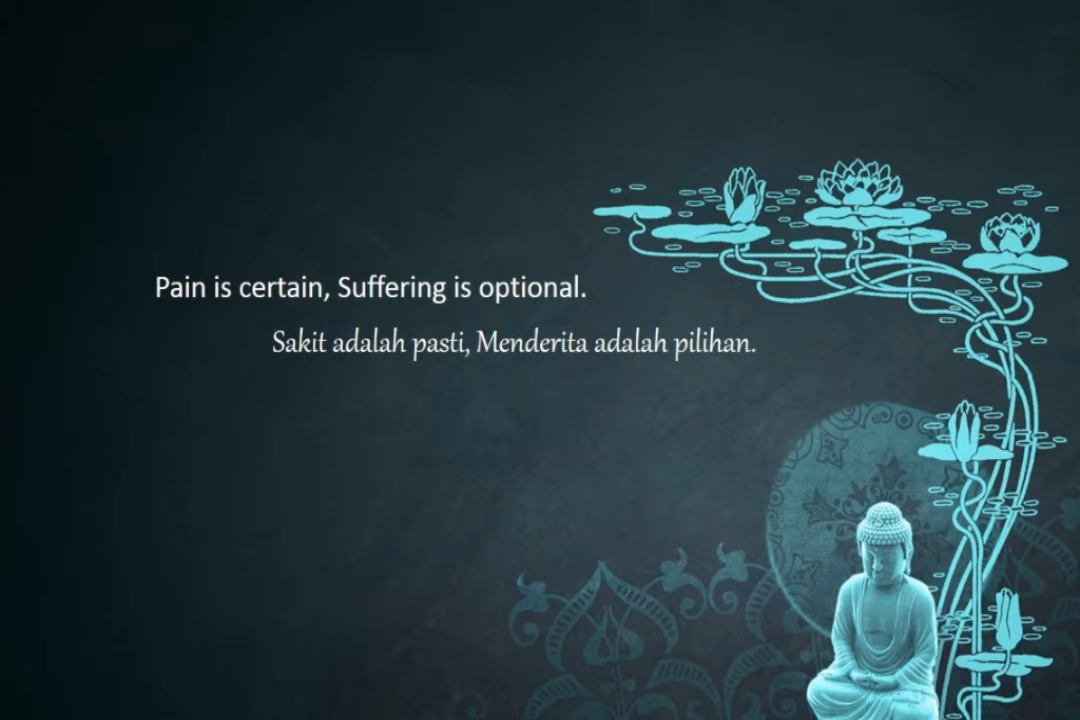 Pain is certain, Suffering is optional.
Sakit adalah pasti, Menderita adalah pilihan.